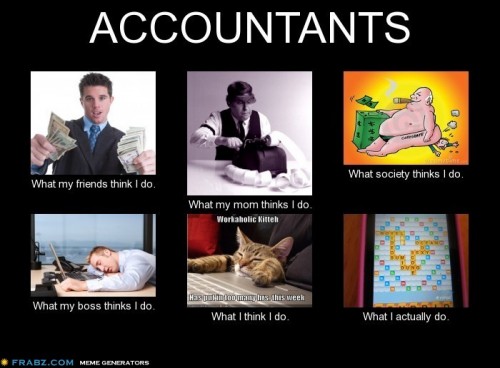 ACCOUNTANTS
What my friends think I do.
What my mom thinks I do.
What society thinks I do.
What my boss thinks I do.
Workaholic Kitteh
Has put in too many hrs. this week
What I think I do.
What I actually do.
FRABZ.COM MEME GENERATORS